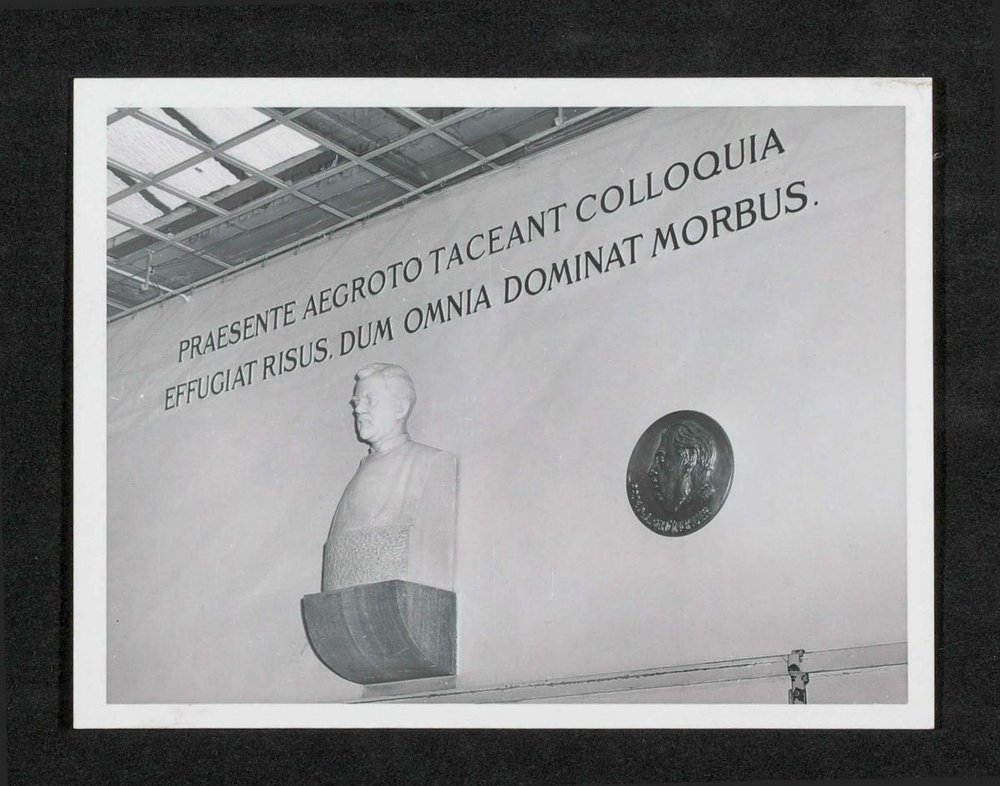 PRAESENTE AEGROTO TACEANT COLLOQUIA
EFFUGIAT RISUS. DUM OMNIA DOMINAT MORBUS.